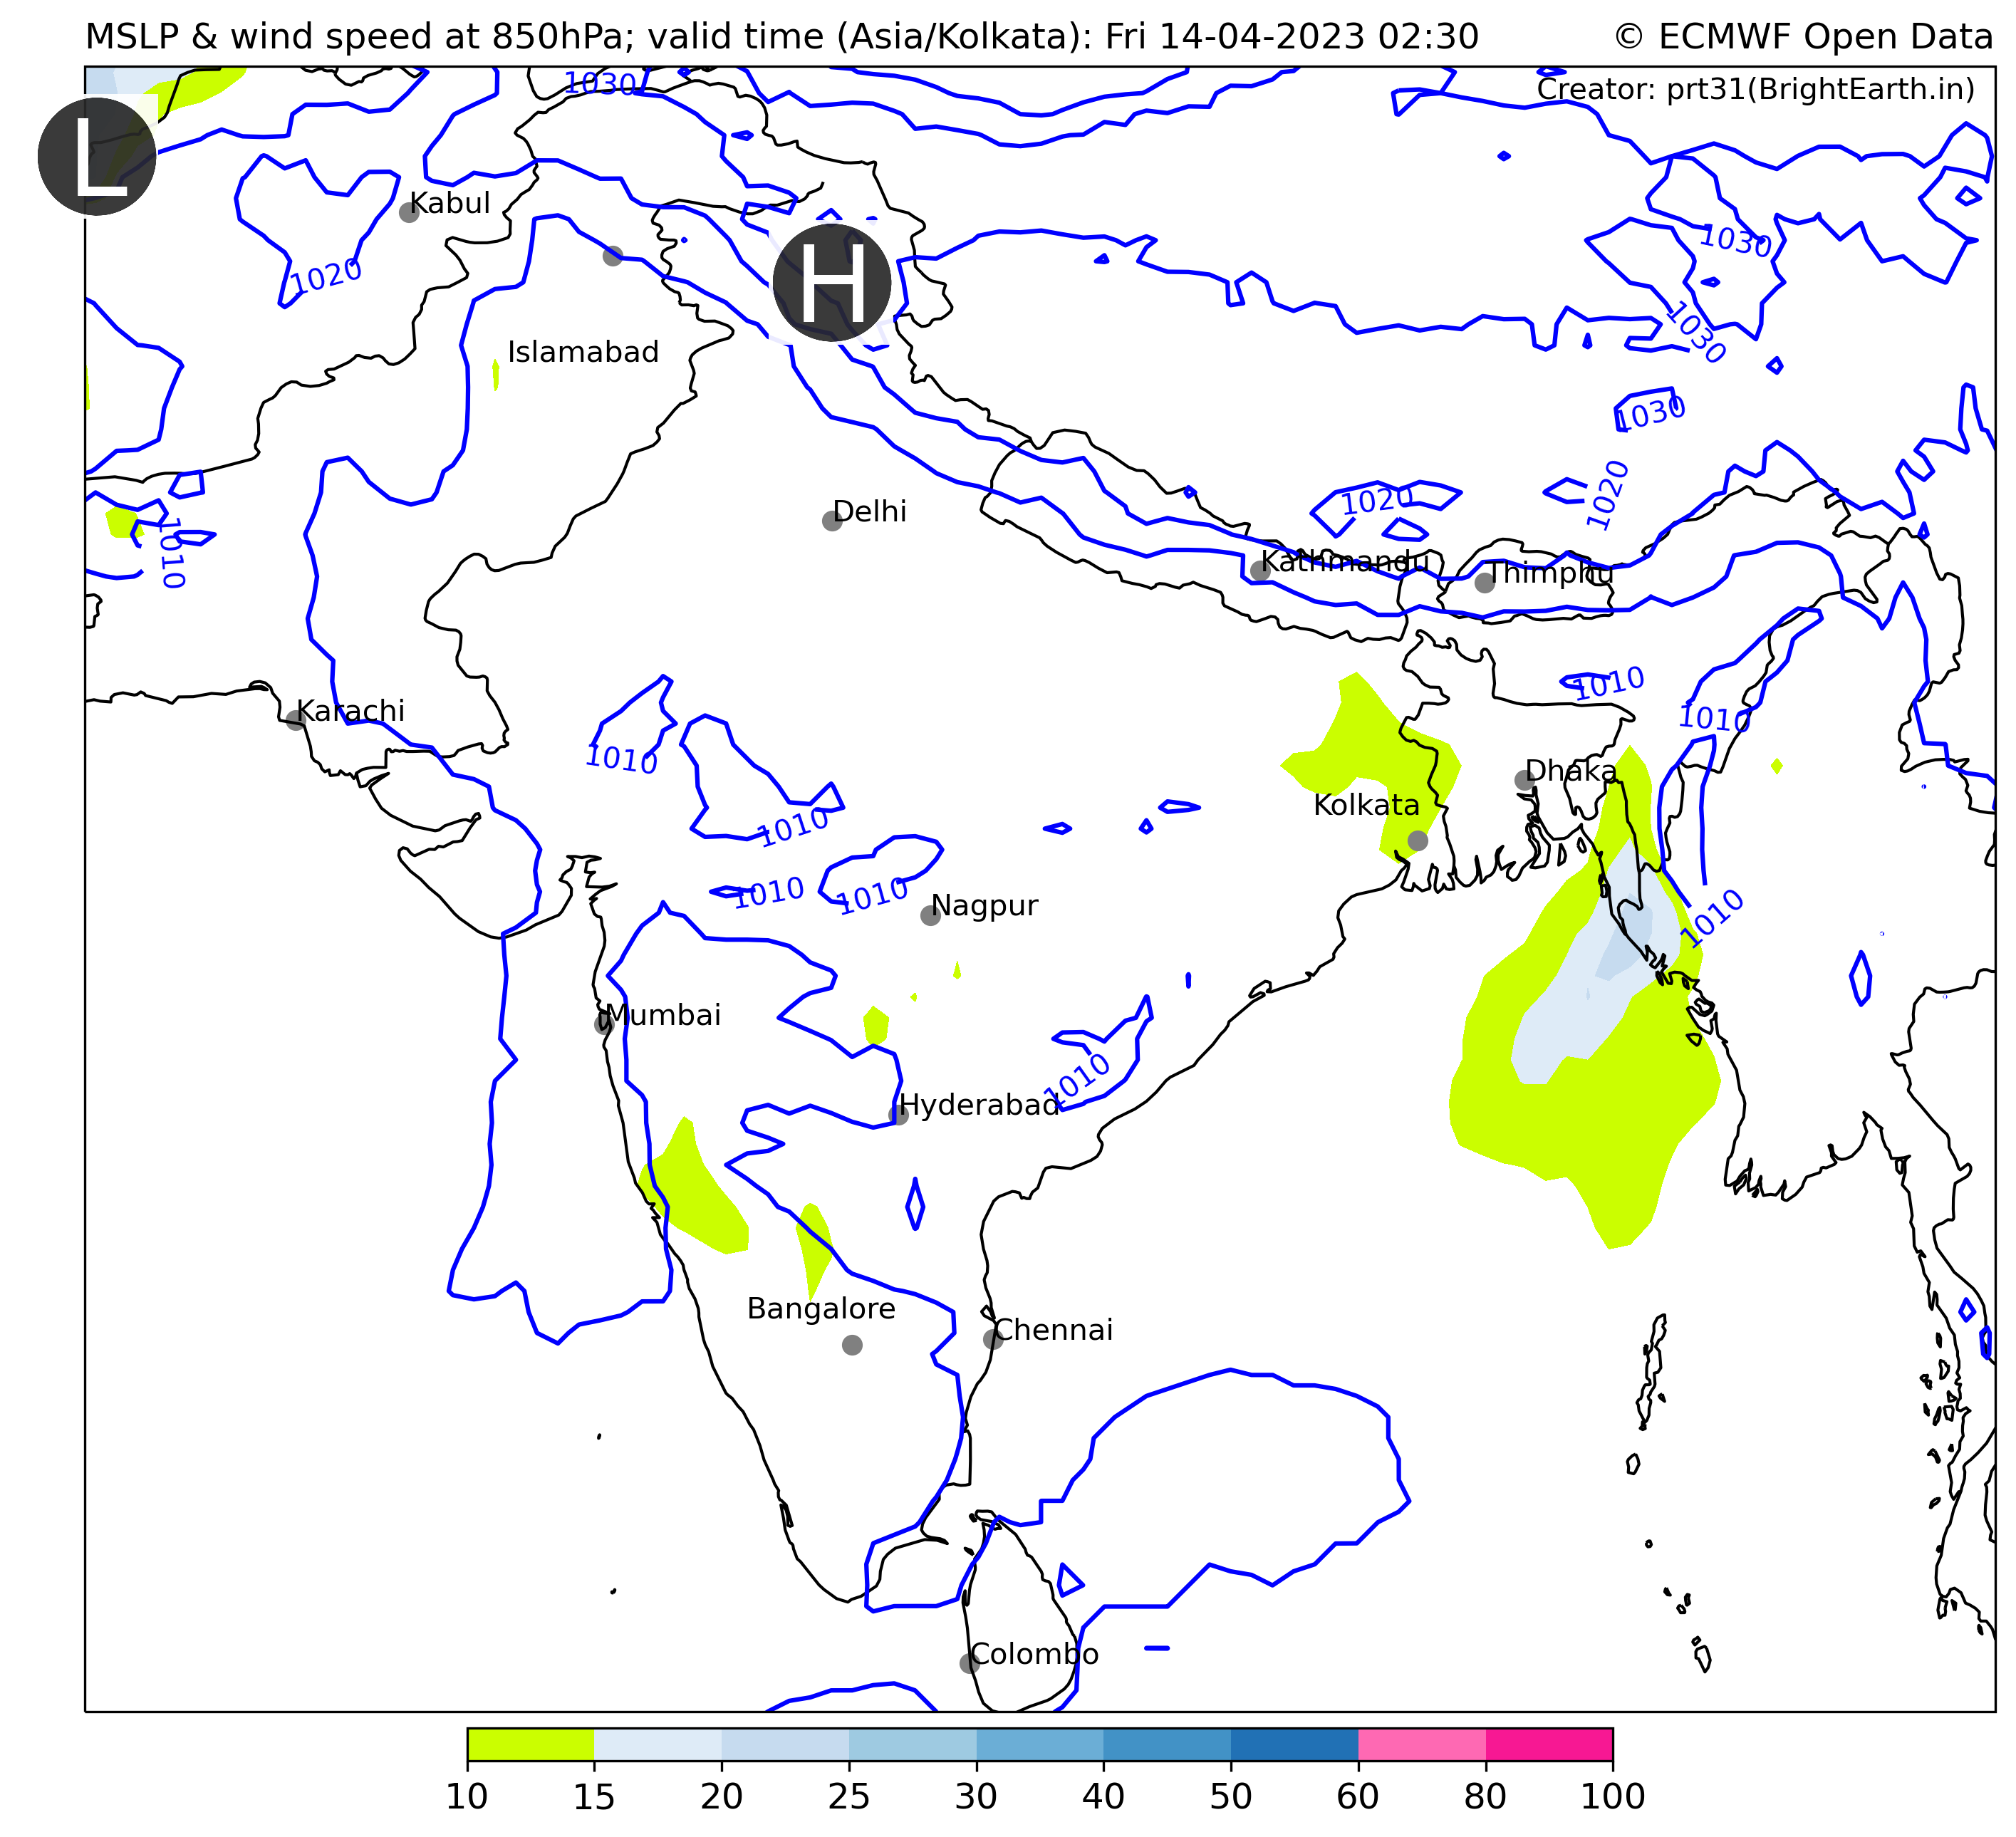 MSLP & wind speed at 850hPa; valid time (Asia/Kolkata): Fri 14-04-2023 02:30
© ECMWF Open Data
Creator: prt31(BrightEarth.in)
1030
L
Kabul
1030
H
1020
1030
Islamabad
1030
1020
1020
Delhi
1010
Kathmandu
Thimphu
1010
Karachi
1010
1010
Dhaka
Kolkata
1010
1010
1010
Nagpur
1010
Mumbai
1010
Hyderabad
Bangalore
Chennai
Colombo
10 15 20 25 30 40 50 60 80 100